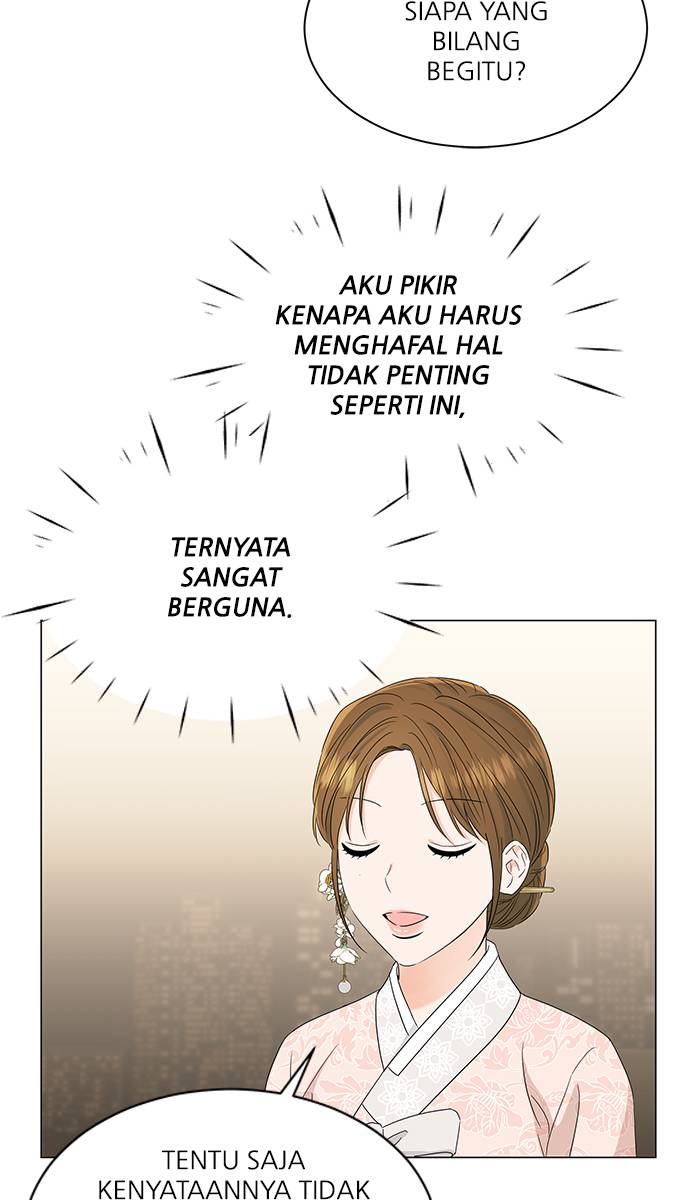 SIAPA YANG
BILANG
BEGITU?
AKU PIKIR
KENAPA AKU HARUS
MENGHAFAL HAL
TIDAK PENTING
SEPERTI INI,
TERNYATA
SANGAT
BERGUNA.
TENTU SAJA
KENYATAANNYA TIDAK